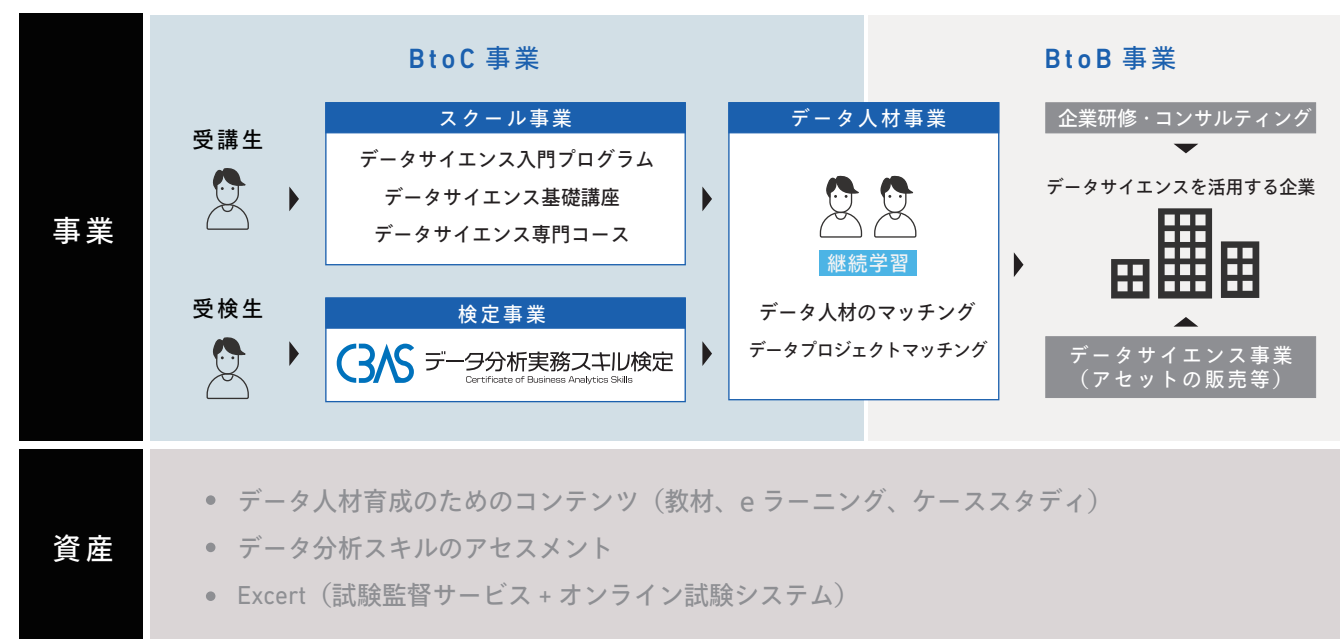 事業
BtoC 事業
受講生
スクール事業
データサイエンス入門プログラム
データサイエンス基礎講座
データサイエンス専門コース
受検生
検定事業
CBAS データ分析実務スキル検定
Certificate of Business Analytics Skills
データ人材事業
継続学習
データ人材のマッチング
データプロジェクトマッチング
BtoB 事業
企業研修・コンサルティング
データサイエンスを活用する企業
データサイエンス事業
（アセットの販売等）
資産
• データ人材育成のためのコンテンツ（教材、e ラーニング、ケーススタディ）
• データ分析スキルのアセスメント
• Excert（試験監督サービス + オンライン試験システム）